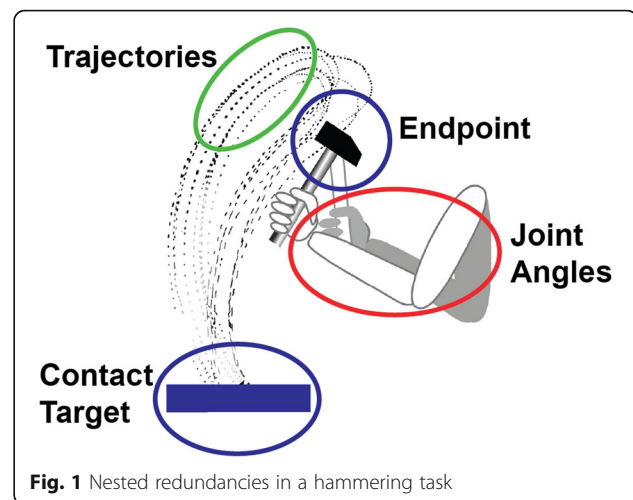 Trajectories
Endpoint
Joint
Angles
Contact
Target
Fig. 1 Nested redundancies in a hammering task